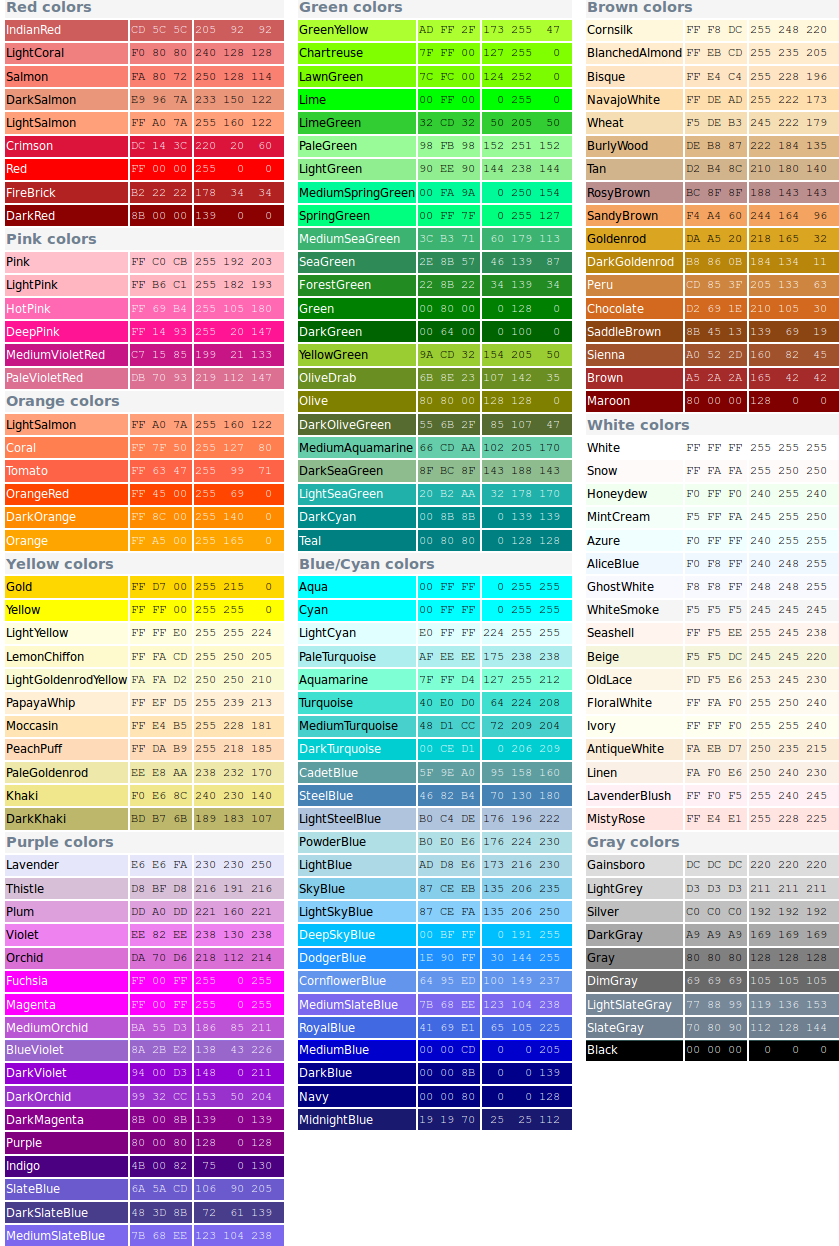 Red colors
IndianRed CD 5C 5C 205 92 92
LightCoral F0 80 80 240 128 128
Salmon FA 80 72 250 128 114
DarkSalmon E9 96 7A 233 150 122
LightSalmon FF A0 7A 255 160 122
Crimson DC 14 3C 220 20 60
Red FF 00 00 255 0 0
FireBrick B2 22 22 178 34 34
DarkRed 8B 00 00 139 0 0
Pink colors
Pink FF C0 CB 255 192 203
LightPink FF B6 C1 255 182 193
HotPink FF 69 B4 255 105 180
DeepPink FF 14 93 255 20 147
MediumVioletRed C7 15 85 199 21 133
PaleVioletRed DB 70 93 219 112 147
Orange colors
LightSalmon FF A0 7A 255 160 122
Coral FF 7F 50 255 127 80
Tomato FF 63 47 255 99 71
OrangeRed FF 45 00 255 69 0
DarkOrange FF 8C 00 255 140 0
Orange FF A5 00 255 165 0
Yellow colors
Gold FF D7 00 255 215 0
Yellow FF FF 00 255 255 0
LightYellow FF FF E0 255 255 224
LemonChiffon FF FA CD 255 250 205
LightGoldenrodYellow FA FA D2 250 250 210
PapayaWhip FF EF D5 255 239 213
Moccasin FF E4 B5 255 228 181
PeachPuff FF DA B9 255 218 185
PaleGoldenrod EE E8 AA 238 232 170
Khaki F0 E6 8C 240 230 140
DarkKhaki BD B7 6B 189 183 107
Purple colors
Lavender E6 E6 FA 230 230 250
Thistle D8 BF D8 216 191 216
Plum DD A0 DD 221 160 221
Violet EE 82 EE 238 130 238
Orchid DA 70 D6 218 112 214
Fuchsia FF 00 FF 255 0 255
Magenta FF 00 FF 255 0 255
MediumOrchid BA 55 D3 186 85 211
BlueViolet 8A 2B E2 138 43 226
DarkViolet 94 00 D3 148 0 211
DarkOrchid 99 32 CC 153 50 204
DarkMagenta 8B 00 8B 139 0 139
Purple 80 00 80 128 0 128
Indigo 4B 00 82 75 0 130
SlateBlue 6A 5A CD 106 90 205
DarkSlateBlue 48 3D 8B 72 61 139
MediumSlateBlue 7B 68 EE 123 104 238
Green colors
GreenYellow AD FF 2F 173 255 47
Chartreuse 7F FF 00 127 255 0
LawnGreen 7C FC 00 124 252 0
Lime 00 FF 00 0 255 0
LimeGreen 32 CD 32 50 205 50
PaleGreen 98 FB 98 152 251 152
LightGreen 90 EE 90 144 238 144
MediumSpringGreen 00 FA 9A 0 250 154
SpringGreen 00 FF 7F 0 255 127
MediumSeaGreen 3C B3 71 60 179 113
SeaGreen 2E 8B 57 46 139 87
ForestGreen 22 8B 22 34 139 34
Green 00 80 00 0 128 0
DarkGreen 00 64 00 0 100 0
YellowGreen 9A CD 32 154 205 50
OliveDrab 6B 8E 23 107 142 35
Olive 80 80 00 128 128 0
DarkOliveGreen 55 6B 2F 85 107 47
MediumAquamarine 66 CD AA 102 205 170
DarkSeaGreen 8F BC 8F 143 188 143
LightSeaGreen 20 B2 AA 32 178 170
DarkCyan 00 8B 8B 0 139 139
Teal 00 80 80 0 128 128
Blue/Cyan colors
Aqua 00 FF FF 0 255 255
Cyan 00 FF FF 0 255 255
LightCyan E0 FF FF 224 255 255
PaleTurquoise AF EE EE 175 238 238
Aquamarine 7F FF D4 127 255 212
Turquoise 40 E0 D0 64 224 208
MediumTurquoise 48 D1 CC 72 209 204
DarkTurquoise 00 CE D1 0 206 209
CadetBlue 5F 9E A0 95 158 160
SteelBlue 46 82 B4 70 130 180
LightSteelBlue B0 C4 DE 176 196 222
PowderBlue B0 E0 E6 176 224 230
LightBlue AD D8 E6 173 216 230
SkyBlue 87 CE EB 135 206 235
LightSkyBlue 87 CE FA 135 206 250
DeepSkyBlue 00 BF FF 0 191 255
DodgerBlue 1E 90 FF 30 144 255
CornflowerBlue 64 95 ED 100 149 237
MediumSlateBlue 7B 68 EE 123 104 238
RoyalBlue 41 69 E1 65 105 225
MediumBlue 00 00 CD 0 0 205
DarkBlue 00 00 8B 0 0 139
Navy 00 00 80 0 0 128
MidnightBlue 19 19 70 25 25 112
Brown colors
Cornsilk FF F8 DC 255 248 220
BlanchedAlmond FF EB CD 255 235 205
Bisque FF E4 C4 255 228 196
NavajoWhite FF DE AD 255 222 173
Wheat F5 DE B3 245 222 179
BurlyWood DE B8 87 222 184 135
Tan D2 B4 8C 210 180 140
RosyBrown BC 8F 8F 188 143 143
SandyBrown F4 A4 60 244 164 96
Goldenrod DA A5 20 218 165 32
DarkGoldenrod B8 86 0B 184 134 11
Peru CD 85 3F 205 133 63
Chocolate D2 69 1E 210 105 30
SaddleBrown 8B 45 13 139 69 19
Sienna A0 52 2D 160 82 45
Brown A5 2A 2A 165 42 42
Maroon 80 00 00 128 0 0
White colors
White FF FF FF 255 255 255
Snow FF FA FA 255 250 250
Honeydew F0 FF F0 240 255 240
MintCream F5 FF FA 245 255 250
Azure F0 FF FF 240 255 255
AliceBlue F0 F8 FF 240 248 255
GhostWhite F8 F8 FF 248 248 255
WhiteSmoke F5 F5 F5 245 245 245
Seashell FF F5 EE 255 245 238
Beige F5 F5 DC 245 245 220
OldLace FD F5 E6 253 245 230
FloralWhite FF FA F0 255 250 240
Ivory FF FF F0 255 255 240
AntiqueWhite FA EB D7 250 235 215
Linen FA F0 E6 250 240 230
LavenderBlush FF F0 F5 255 240 245
MistyRose FF E4 E1 255 228 225
Gray colors
Gainsboro DC DC DC 220 220 220
LightGrey D3 D3 D3 211 211 211
Silver C0 C0 C0 192 192 192
DarkGray A9 A9 A9 169 169 169
Gray 80 80 80 128 128 128
DimGray 69 69 69 105 105 105
LightSlateGray 77 88 99 119 136 153
SlateGray 70 80 90 112 128 144
Black 00 00 00 0 0 0